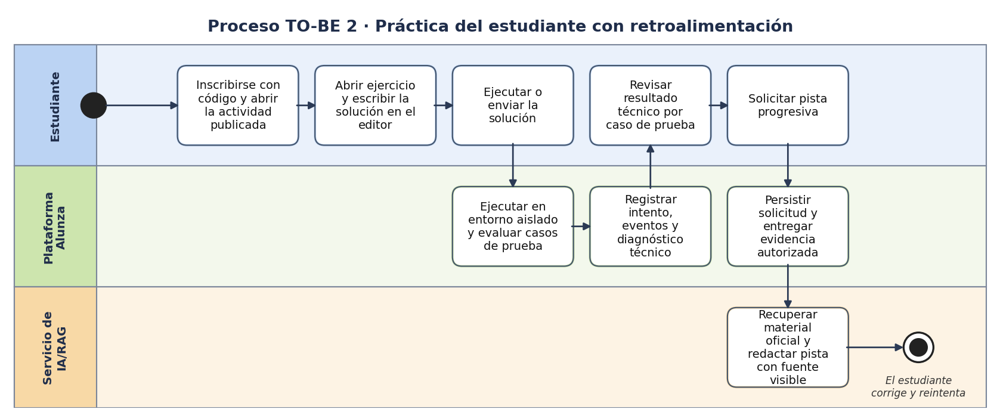 Proceso TO-BE 2 · Práctica del estudiante con retroalimentación
Estudiante
Inscribirse con
código y abrir
la actividad
publicada
Abrir ejercicio
y escribir la
solución en el
editor
Ejecutar o
enviar la
solución
Revisar
resultado
técnico por
caso de prueba
Solicitar pista
progresiva
Plataforma
Alunza
Ejecutar en
entorno aislado
y evaluar casos
de prueba
Registrar
intento,
eventos y
diagnóstico
técnico
Persistir
solicitud y
entregar
evidencia
autorizada
Servicio de
IA/RAG
Recuperar
material
oficial y
redactar pista
con fuente
visible
El estudiante
corrige y reintenta